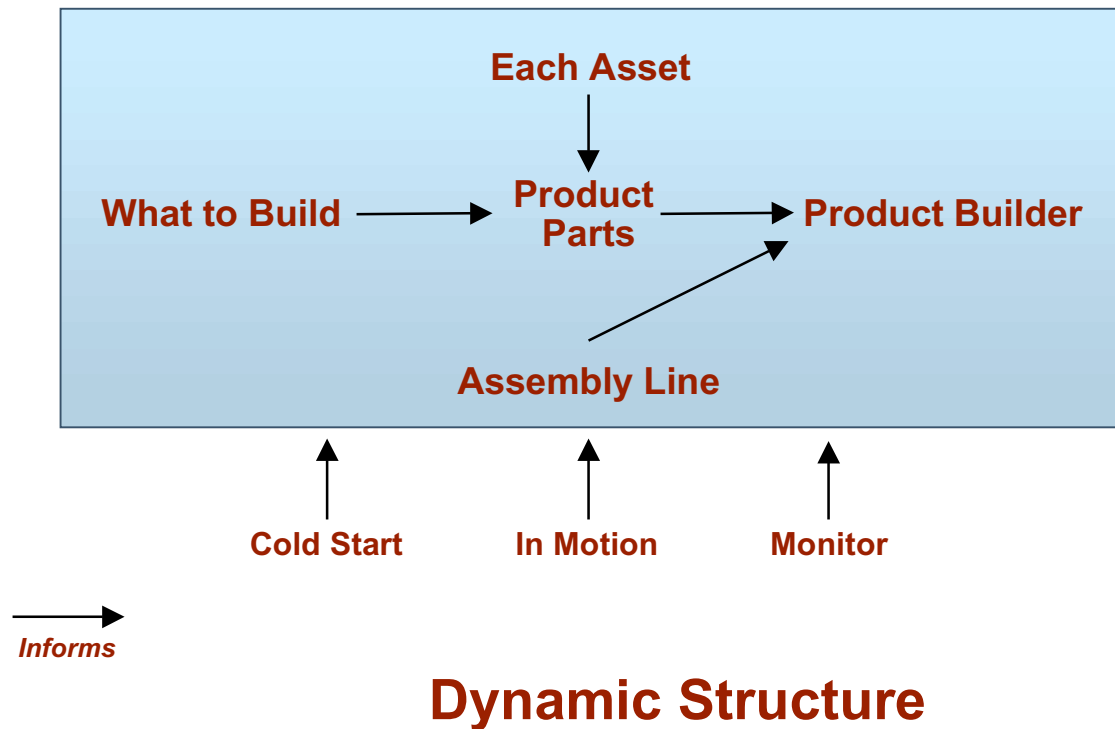 Each Asset
What to Build
Product
Parts
Product Builder
Assembly Line
Cold Start
In Motion
Monitor
Informs
Dynamic Structure